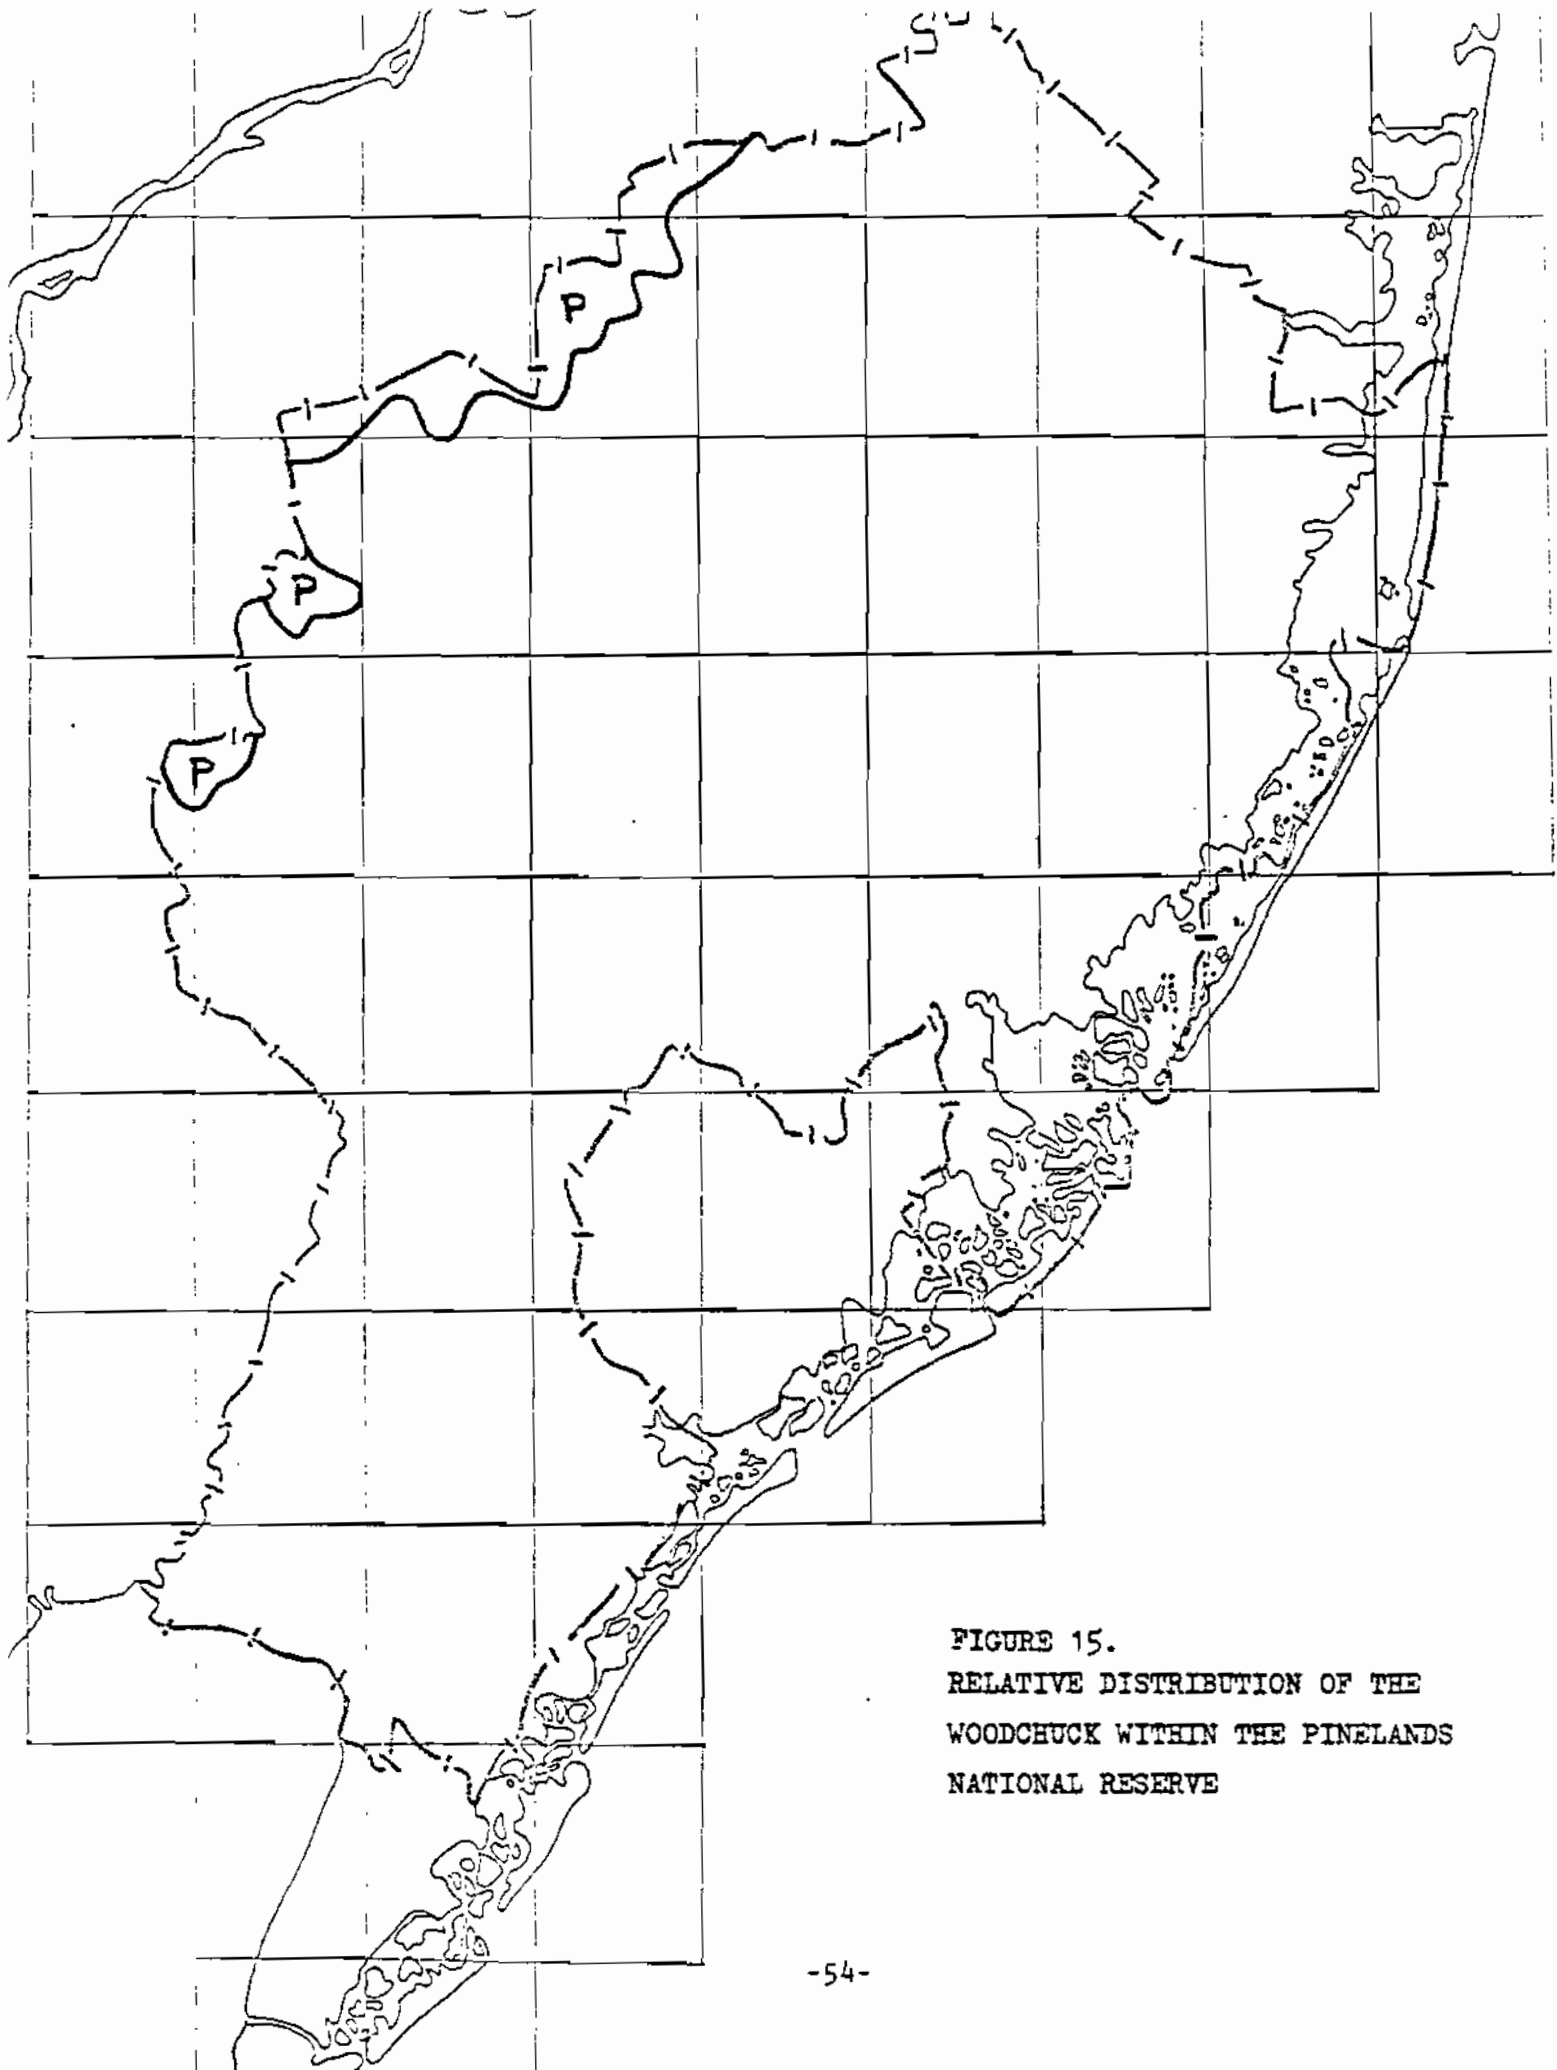 P
P
P
FIGURE 15.
RELATIVE DISTRIBUTION OF THE
WOODCHUCK WITHIN THE PINELANDS
NATIONAL RESERVE
-54-